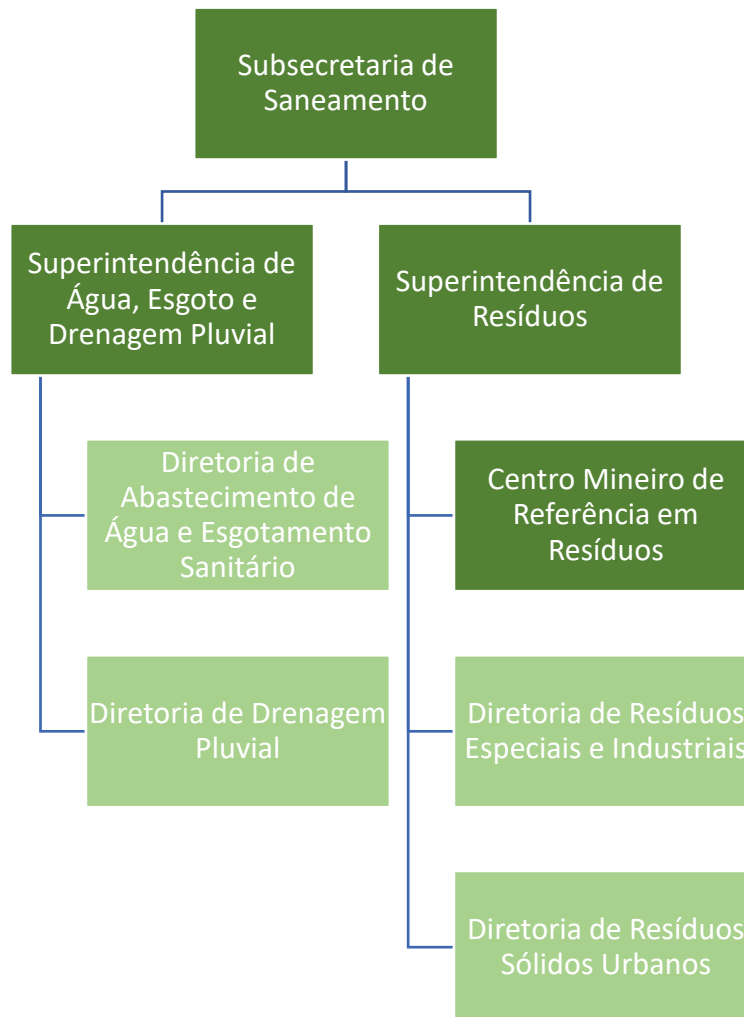 Subsecretaria de
Saneamento
Superintendência de
Água, Esgoto e
Drenagem Pluvial
Superintendência de
Resíduos
Diretoria de
Abastecimento de
Água e Esgotamento
Sanitário
Centro Mineiro de
Referência em
Resíduos
Diretoria de Drenagem
Pluvial
Diretoria de Resíduos
Especiais e Industriais
Diretoria de Resíduos
Sólidos Urbanos